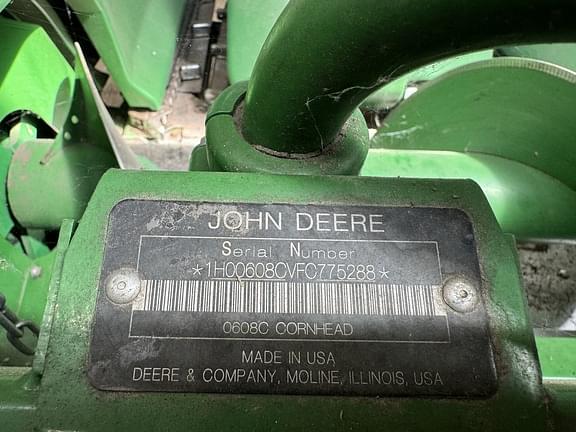 JOHN DEERE
Serial Number
*1H00608CVFC775288*
0608C CORNHEAD
MADE IN USA
DEERE & COMPANY, MOLINE, ILLINOIS, USA